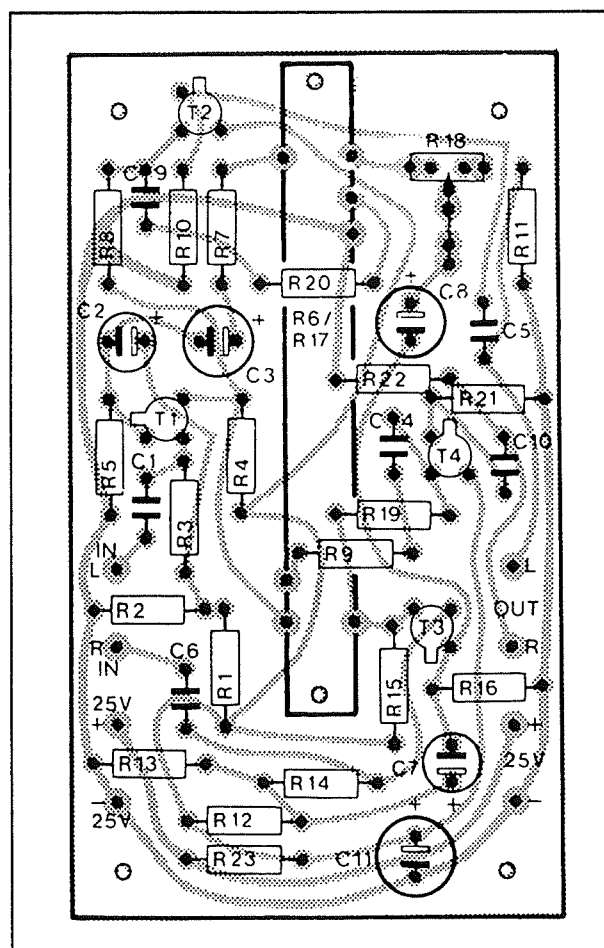 T2
R18
C9
R8
R10
R7
R11
R20
C8
C2
R6/
R17
C5
C3
R22
R21
T1
C4
C10
R5
C1
R4
T4
R3
R19
IN
L
R9
L
R2
OUT
T3
R
IN
C6
R1
R
R15
R16
25V
+
+
25V
R13
C7
R14
−
25V
−
+
+
R12
C11
R23
+
+
+